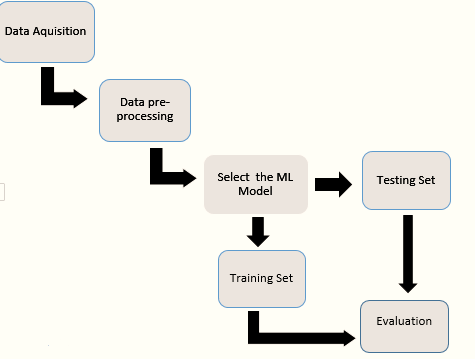 Data Aquisition
Data pre-
processing
Select the ML
Model
Testing Set
Training Set
Evaluation